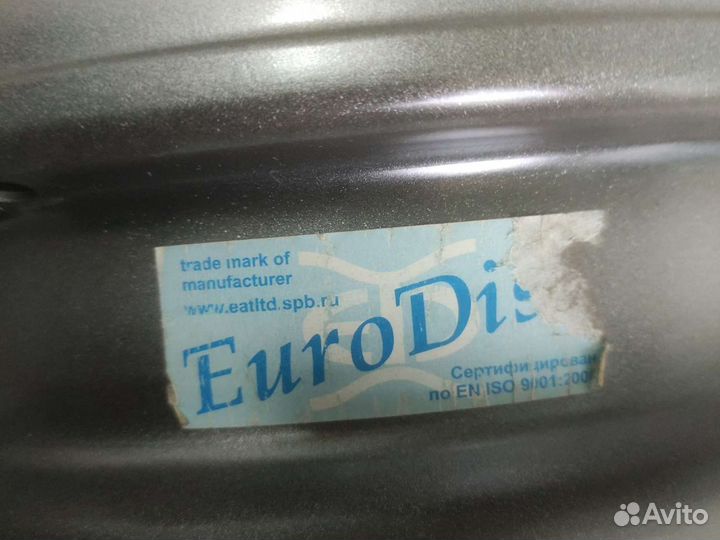 trade mark of
manufacturer
www.eatltd.spb.ru
EuroDis
Сертифицирован
по EN ISO 9001:200
Avito